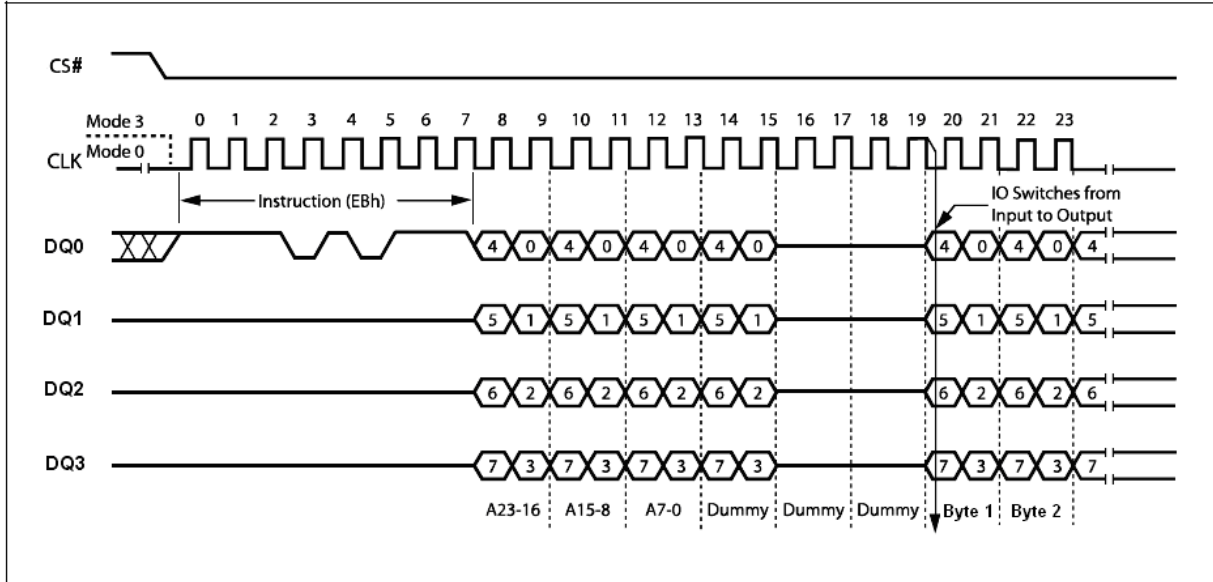 CS#
Mode 3
0 1 2 3 4 5 6 7 8 9 10 11 12 13 14 15 16 17 18 19 20 21 22 23
Mode 0
CLK
Instruction (EBh)
IO Switches from
Input to Output
DQ0
4 0 4 0 4 0 4 0 4 0 4 0 4
DQ1
5 1 5 1 5 1 5 1 5 1 5 1 5
DQ2
6 2 6 2 6 2 6 2 6 2 6 2 6
DQ3
7 3 7 3 7 3 7 3 7 3 7 3 7
A23-16 A15-8 A7-0 Dummy Dummy Dummy Byte 1 Byte 2